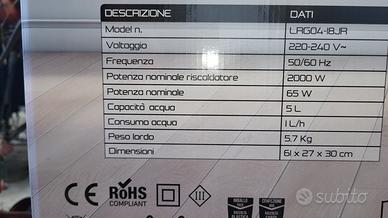 DESCRIZIONE DATI
Model n. LRG04-18JR
Voltaggio 220-240 V~
Frequenza 50/60 Hz
Potenza nominale riscaldatore 2000 W
Potenza nominale 65 W
Capacità acqua 5 L
Consumo acqua 1 L/h
Peso lordo 5.7 Kg
Dimensioni 61 x 27 x 30 cm
CE RoHS
COMPLIANT
III
subito